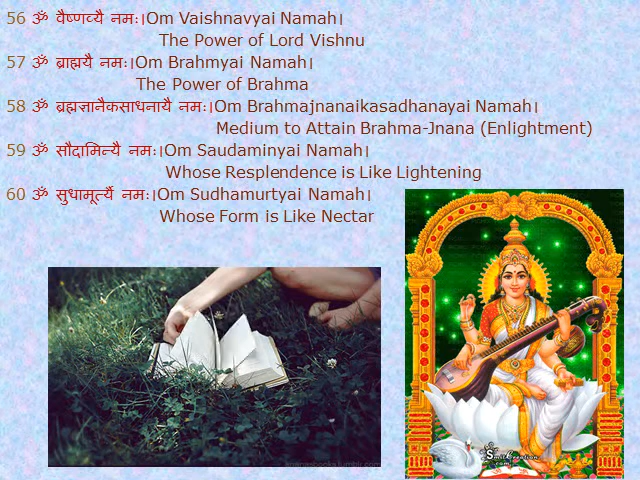 56 ॐ वैष्णव्यै नमः।Om Vaishnavyai Namah।
The Power of Lord Vishnu
57 ॐ ब्राह्मयै नमः।Om Brahmyai Namah।
The Power of Brahma
58 ॐ ब्रह्मज्ञानैकसाधनायै नमः।Om Brahmajnanaikasadhanayai Namah।
Medium to Attain Brahma-Jnana (Enlightment)
59 ॐ सौदामिन्यै नमः।Om Saudaminyai Namah।
Whose Resplendence is Like Lightening
60 ॐ सुधामूर्त्यै नमः।Om Sudhamurtyai Namah।
Whose Form is Like Nectar